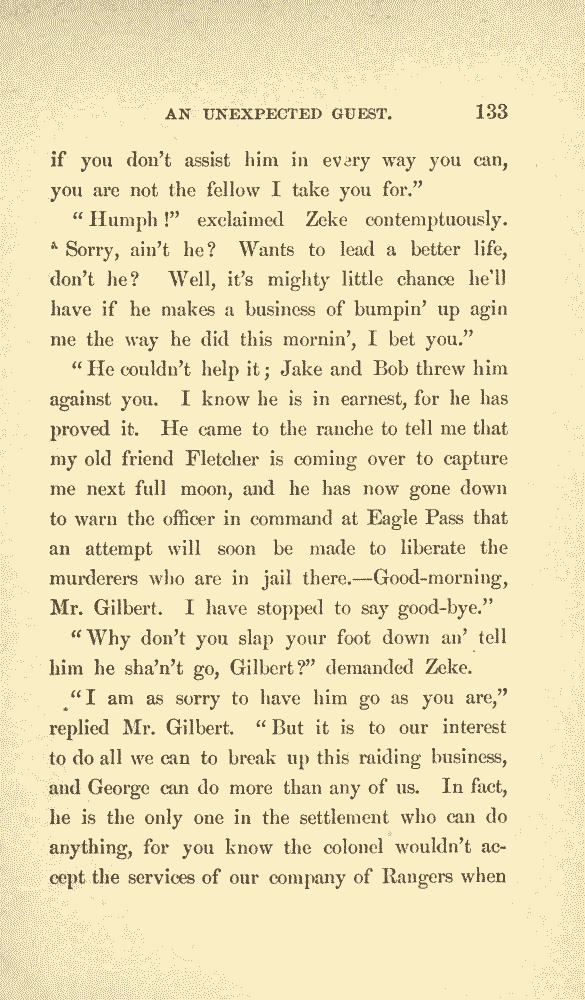 AN UNEXPECTED GUEST. 133
if you don't assist him in every way you can,
you are not the fellow I take you for."
"Humph!" exclaimed Zeke contemptuously.
"Sorry, ain't he? Wants to lead a better life,
don't he? Well, it's mighty little chance he'll
have if he makes a business of bumpin' up agin
me the way he did this mornin', I bet you."
"He couldn't help it; Jake and Bob threw him
against you. I know he is in earnest, for he has
proved it. He came to the ranche to tell me that
my old friend Fletcher is coming over to capture
me next full moon, and he has now gone down
to warn the officer in command at Eagle Pass that
an attempt will soon be made to liberate the
murderers who are in jail there.—Good-morning,
Mr. Gilbert. I have stopped to say good-bye."
"Why don't you slap your foot down an' tell
him he sha'n't go, Gilbert?" demanded Zeke.
"I am as sorry to have him go as you are,"
replied Mr. Gilbert. "But it is to our interest
to do all we can to break up this raiding business,
and George can do more than any of us. In fact,
he is the only one in the settlement who can do
anything, for you know the colonel wouldn't ac-
cept the services of our company of Rangers when